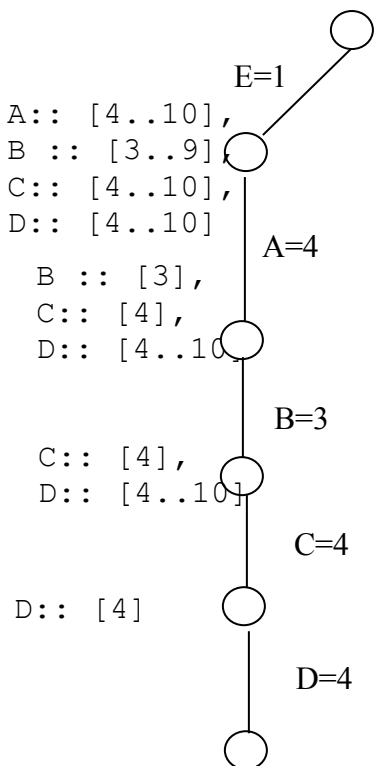 E=1
A:: [4..10],
B :: [3..9],
C:: [4..10],
D:: [4..10]
A=4
B :: [3],
C:: [4],
D:: [4..10]
B=3
C:: [4],
D:: [4..10]
C=4
D:: [4]
D=4